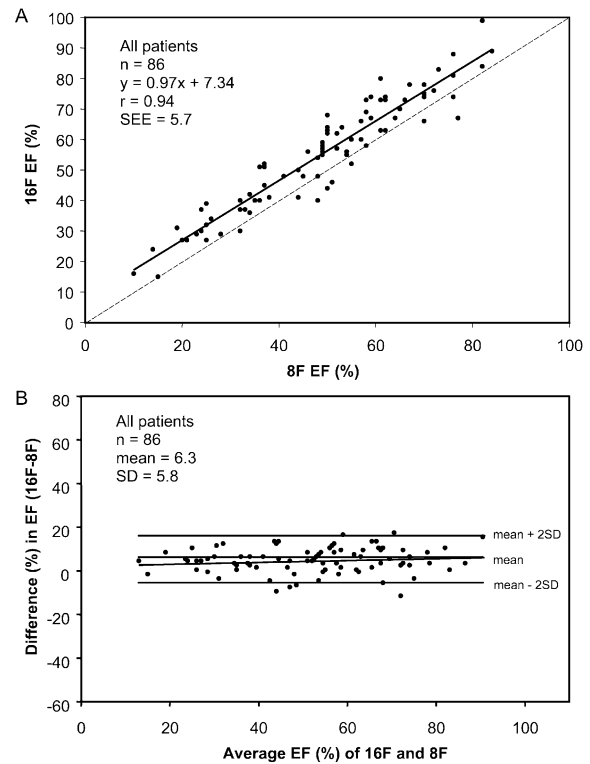 A
100
90
80
70
60
50
40
30
20
10
0
16F EF (%)
All patients
n = 86
y = 0.97x + 7.34
r = 0.94
SEE = 5.7
0 20 40 60 80 100
8F EF (%)
B
80
60
40
20
0
-20
-40
-60
Difference (%) in EF (16F-8F)
All patients
n = 86
mean = 6.3
SD = 5.8
mean + 2SD
mean
mean - 2SD
0 20 40 60 80 100
Average EF (%) of 16F and 8F